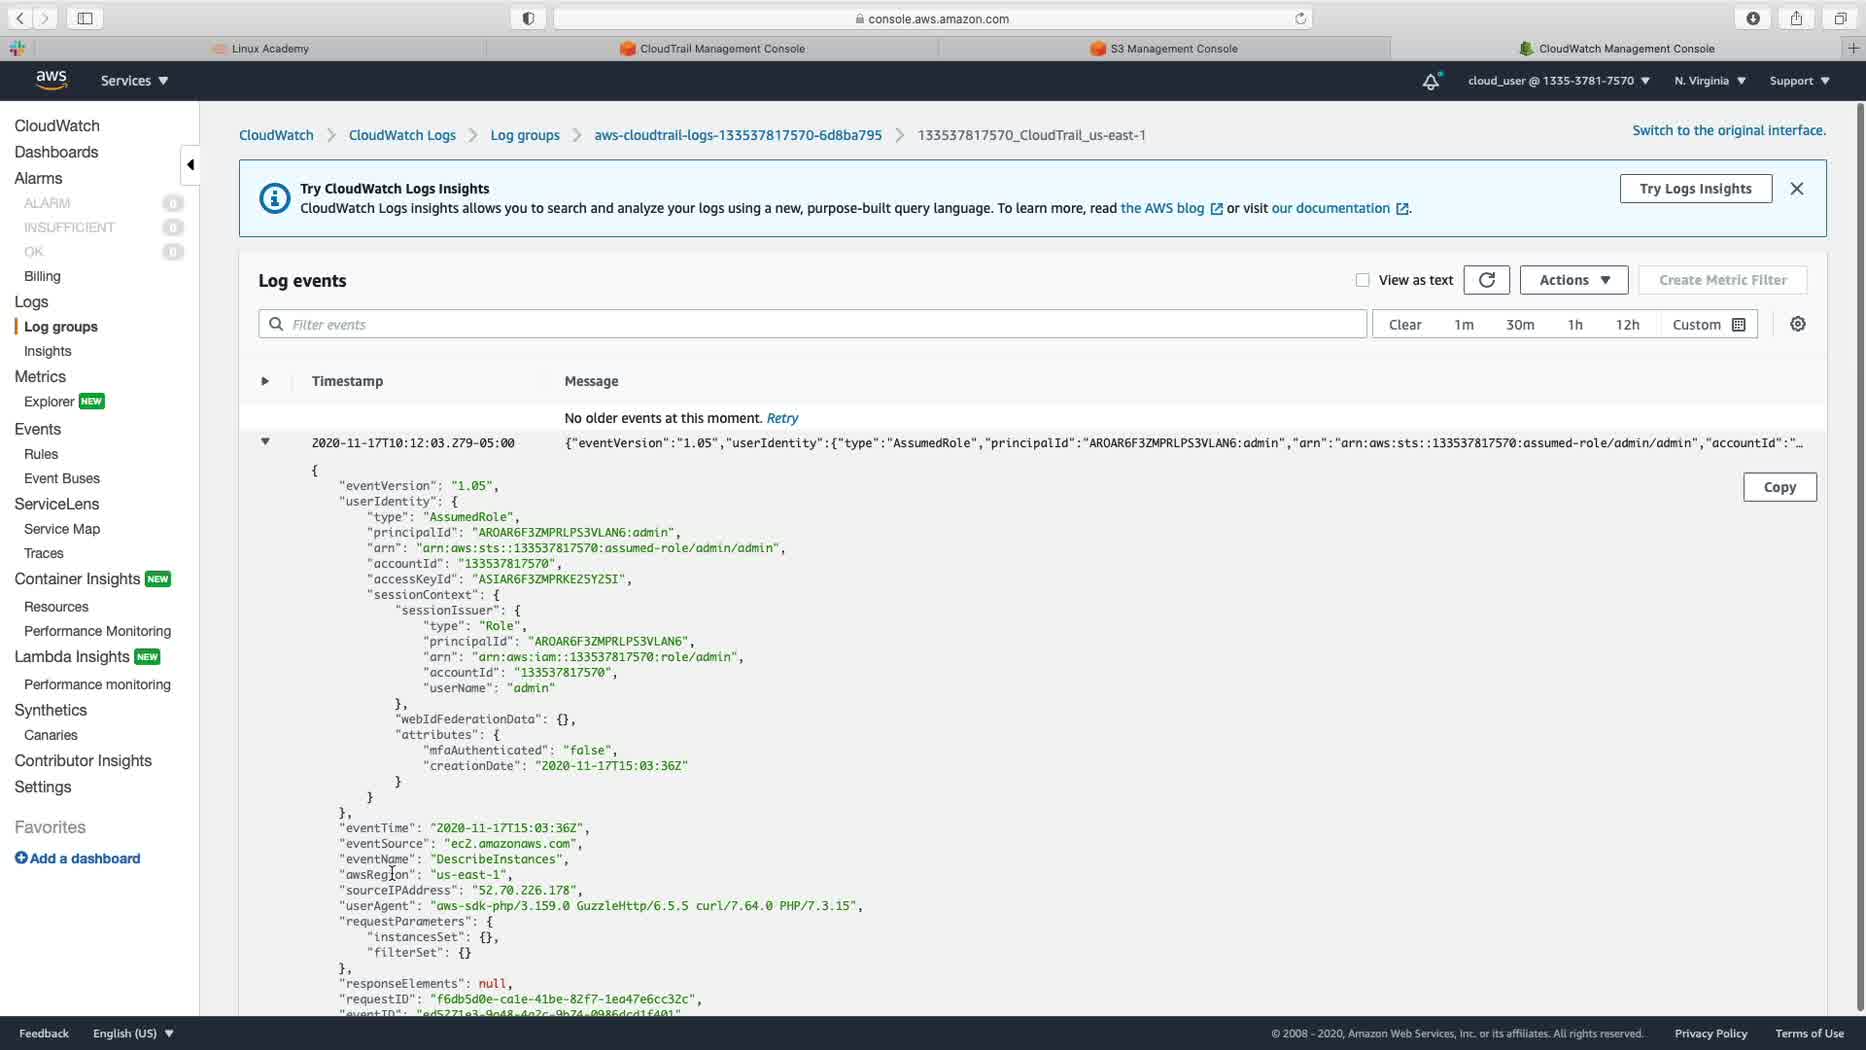 console.aws.amazon.com
Linux Academy
CloudTrail Management Console
S3 Management Console
CloudWatch Management Console
aws
Services
cloud_user @ 1335-3781-7570
N. Virginia
Support
CloudWatch
Dashboards
Alarms
ALARM 0
INSUFFICIENT 0
OK 0
Billing
Logs
Log groups
Insights
Metrics
Explorer NEW
Events
Rules
Event Buses
ServiceLens
Service Map
Traces
Container Insights NEW
Resources
Performance Monitoring
Lambda Insights NEW
Performance monitoring
Synthetics
Canaries
Contributor Insights
Settings
Favorites
Add a dashboard
CloudWatch > CloudWatch Logs > Log groups > aws-cloudtrail-logs-133537817570-6d8ba795 > 133537817570_CloudTrail_us-east-1
Switch to the original interface.
Try CloudWatch Logs Insights
CloudWatch Logs insights allows you to search and analyze your logs using a new, purpose-built query language. To learn more, read the AWS blog or visit our documentation .
Try Logs Insights
Log events
View as text
Actions
Create Metric Filter
Filter events
Clear 1m 30m 1h 12h Custom
Timestamp Message
No older events at this moment. Retry
2020-11-17T10:12:03.279-05:00 {"eventVersion":"1.05","userIdentity":{"type":"AssumedRole","principalId":"AROAR6F3ZMPRLPS3VLAN6:admin","arn":"arn:aws:sts::133537817570:assumed-role/admin/admin","accountId":"…
Copy
{
"eventVersion": "1.05",
"userIdentity": {
"type": "AssumedRole",
"principalId": "AROAR6F3ZMPRLPS3VLAN6:admin",
"arn": "arn:aws:sts::133537817570:assumed-role/admin/admin",
"accountId": "133537817570",
"accessKeyId": "ASIAR6F3ZMPRKE25Y25I",
"sessionContext": {
"sessionIssuer": {
"type": "Role",
"principalId": "AROAR6F3ZMPRLPS3VLAN6",
"arn": "arn:aws:iam::133537817570:role/admin",
"accountId": "133537817570",
"userName": "admin"
},
"webIdFederationData": {},
"attributes": {
"mfaAuthenticated": "false",
"creationDate": "2020-11-17T15:03:36Z"
}
}
},
"eventTime": "2020-11-17T15:03:36Z",
"eventSource": "ec2.amazonaws.com",
"eventName": "DescribeInstances",
"awsRegion": "us-east-1",
"sourceIPAddress": "52.70.226.178",
"userAgent": "aws-sdk-php/3.159.0 GuzzleHttp/6.5.5 curl/7.64.0 PHP/7.3.15",
"requestParameters": {
"instancesSet": {},
"filterSet": {}
},
"responseElements": null,
"requestID": "f6db5d0e-ca1e-41be-82f7-1ea47e6cc32c",
"eventID":
Feedback
English (US)
© 2008 - 2020, Amazon Web Services, Inc. or its affiliates. All rights reserved.
Privacy Policy
Terms of Use